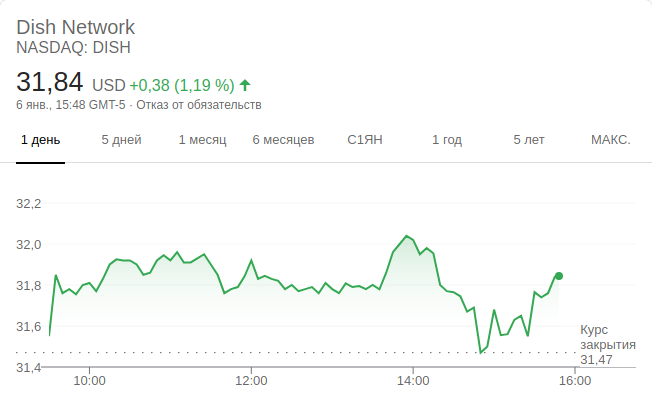 Dish Network
NASDAQ: DISH
31,84 USD +0,38 (1,19 %)
6 янв., 15:48 GMT-5 · Отказ от обязательств
1 день 5 дней 1 месяц 6 месяцев С1ЯН 1 год 5 лет МАКС.
32,2
32,0
31,8
31,6
31,4
Курс
закрытия
31,47
10:00 12:00 14:00 16:00